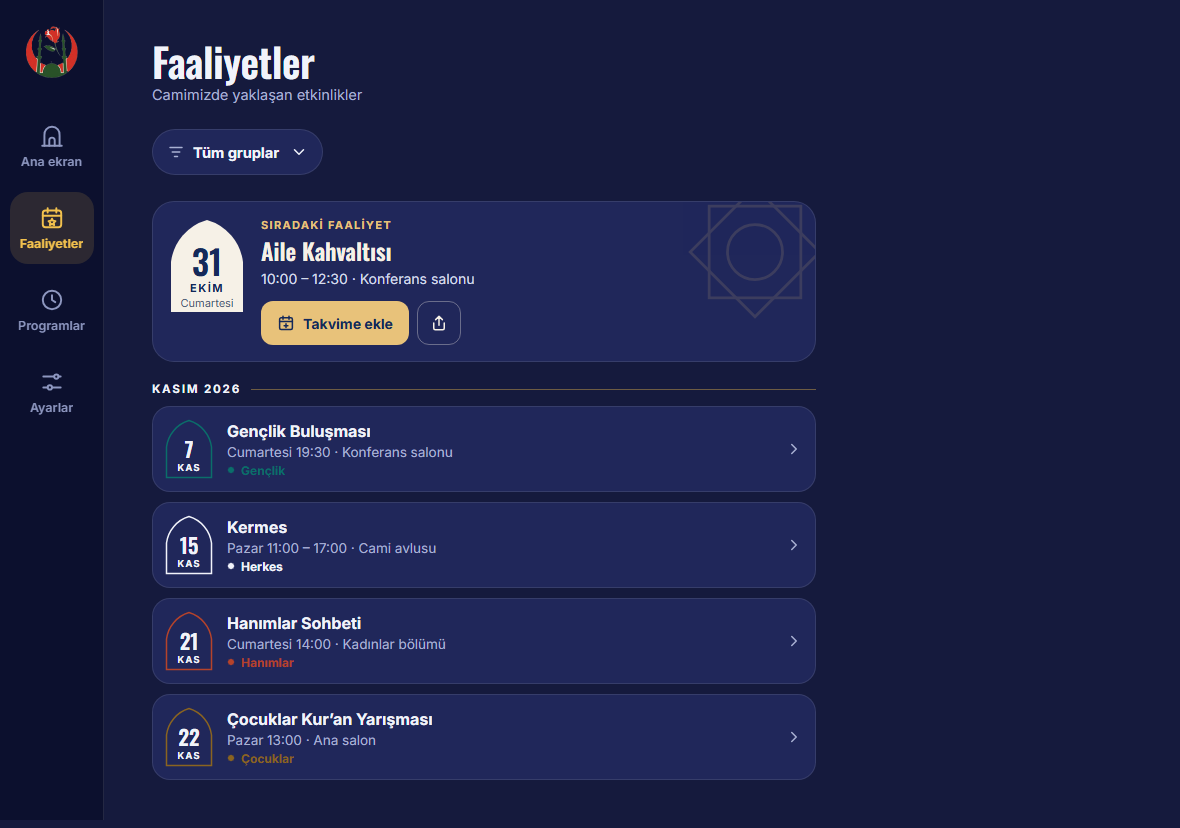 Faaliyetler
Camimizde yaklaşan etkinlikler
Ana ekran
Faaliyetler
Programlar
Ayarlar
Tüm gruplar
31
EKİM
Cumartesi
SIRADAKİ FAALİYET
Aile Kahvaltısı
10:00 – 12:30 · Konferans salonu
Takvime ekle
KASIM 2026
7
KAS
Gençlik Buluşması
Cumartesi 19:30 · Konferans salonu
Gençlik
15
KAS
Kermes
Pazar 11:00 – 17:00 · Cami avlusu
Herkes
21
KAS
Hanımlar Sohbeti
Cumartesi 14:00 · Kadınlar bölümü
Hanımlar
22
KAS
Çocuklar Kur’an Yarışması
Pazar 13:00 · Ana salon
Çocuklar